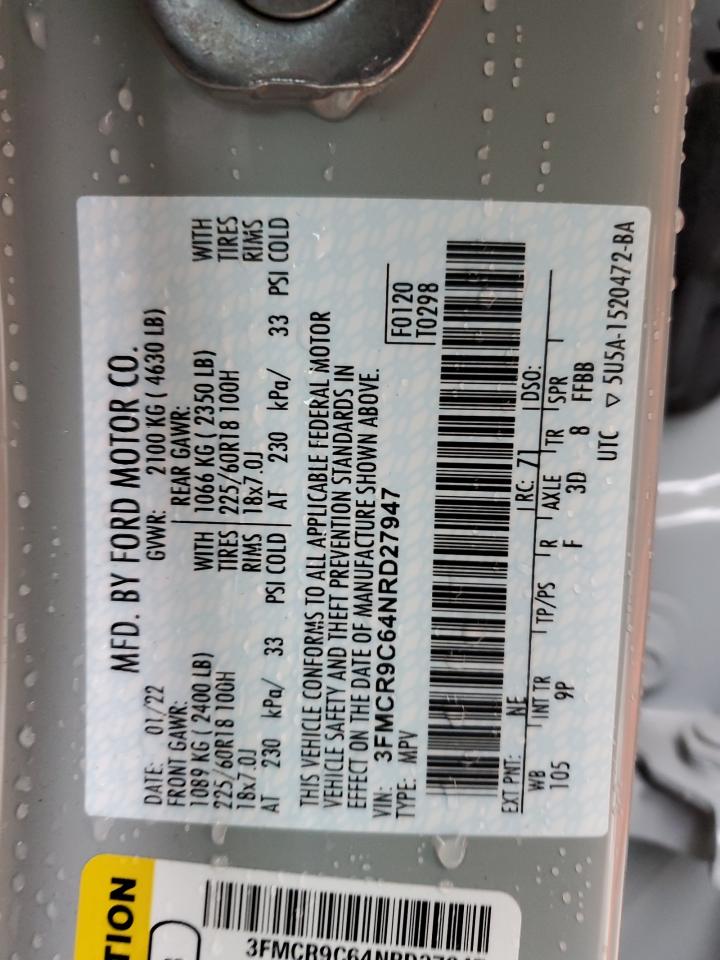 MFD. BY FORD MOTOR CO.
DATE: 01/22 GVWR: 2100 KG ( 4630 LB)
FRONT GAWR: REAR GAWR:
1089 KG ( 2400 LB) WITH 1066 KG ( 2350 LB) WITH
225/60R18 100H TIRES 225/60R18 100H TIRES
18x7.0J RIMS 18x7.0J RIMS
AT 230 kPa/ 33 PSI COLD AT 230 kPa/ 33 PSI COLD
THIS VEHICLE CONFORMS TO ALL APPLICABLE FEDERAL MOTOR
VEHICLE SAFETY AND THEFT PREVENTION STANDARDS IN
EFFECT ON THE DATE OF MANUFACTURE SHOWN ABOVE.
VIN: 3FMCR9C64NRD27947 F0120
TYPE: MPV T0298
EXT PNT: NE RC: 71 DSO:
WB INT TR TP/PS R AXLE TR SPR
105 9P F 3D 8 FFBB
UTC ▽ 5U5A-1520472-BA
TION
3FMCR9C64NRD27947